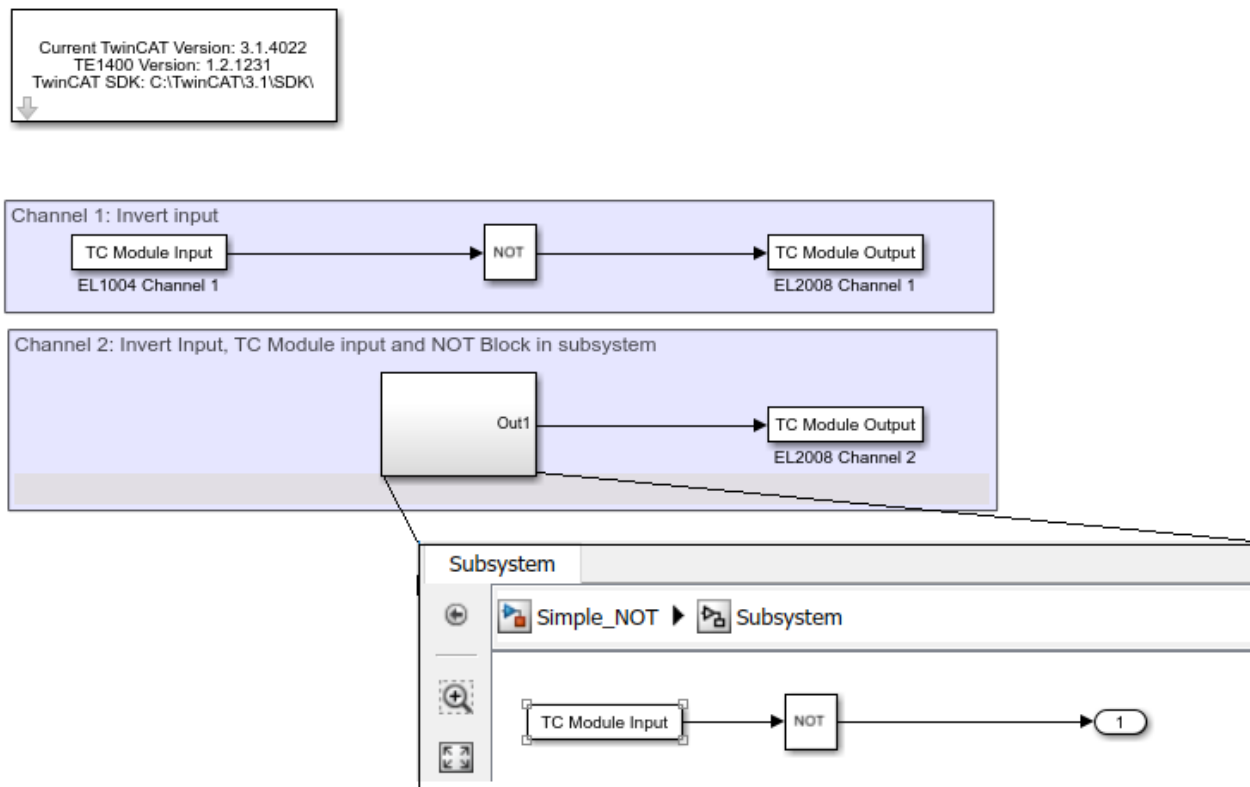 Current TwinCAT Version: 3.1.4022
TE1400 Version: 1.2.1231
TwinCAT SDK: C:\TwinCAT\3.1\SDK\
Channel 1: Invert input
TC Module Input
NOT
TC Module Output
EL1004 Channel 1
EL2008 Channel 1
Channel 2: Invert Input, TC Module input and NOT Block in subsystem
Out1
TC Module Output
EL2008 Channel 2
Subsystem
Simple_NOT
Subsystem
TC Module Input
NOT
1